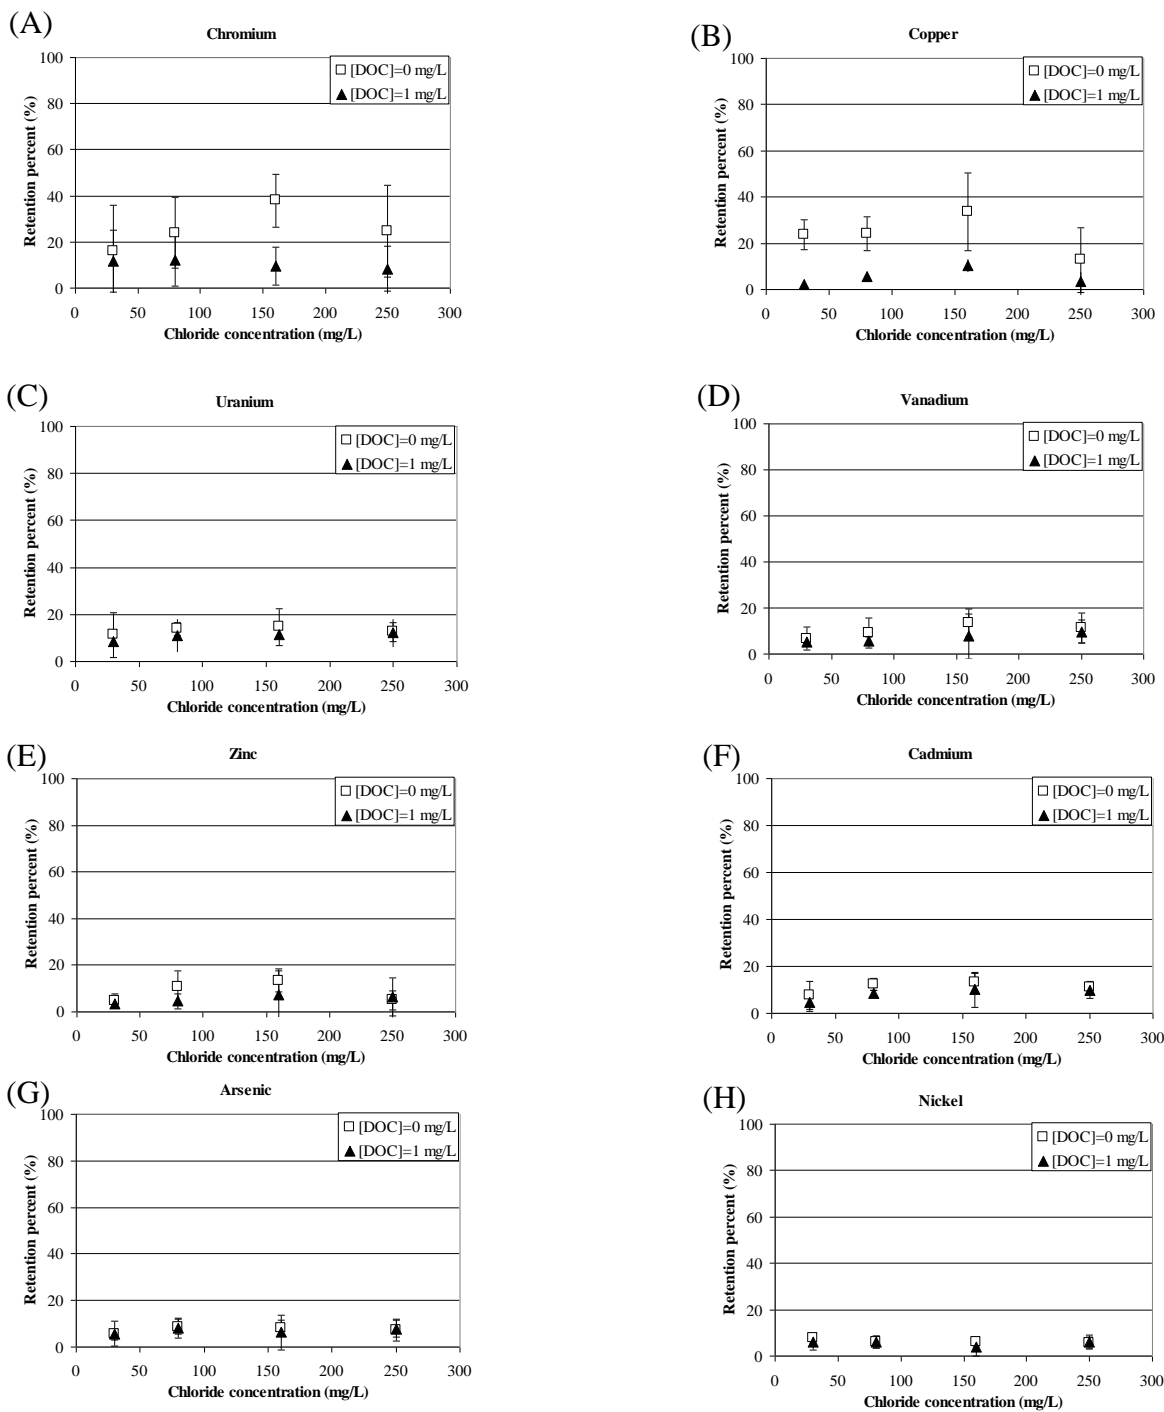 (A)
Chromium
[DOC]=0 mg/L
[DOC]=1 mg/L
Retention percent (%)
100
80
60
40
20
0
0 50 100 150 200 250 300
Chloride concentration (mg/L)
(B)
Copper
[DOC]=0 mg/L
[DOC]=1 mg/L
Retention percent (%)
100
80
60
40
20
0
0 50 100 150 200 250 300
Chloride concentration (mg/L)
(C)
Uranium
[DOC]=0 mg/L
[DOC]=1 mg/L
Retention percent (%)
100
80
60
40
20
0
0 50 100 150 200 250 300
Chloride concentration (mg/L)
(D)
Vanadium
[DOC]=0 mg/L
[DOC]=1 mg/L
Retention percent (%)
100
80
60
40
20
0
0 50 100 150 200 250 300
Chloride concentration (mg/L)
(E)
Zinc
[DOC]=0 mg/L
[DOC]=1 mg/L
Retention percent (%)
100
80
60
40
20
0
0 50 100 150 200 250 300
Chloride concentration (mg/L)
(F)
Cadmium
[DOC]=0 mg/L
[DOC]=1 mg/L
Retention percent (%)
100
80
60
40
20
0
0 50 100 150 200 250 300
Chloride concentration (mg/L)
(G)
Arsenic
[DOC]=0 mg/L
[DOC]=1 mg/L
Retention percent (%)
100
80
60
40
20
0
0 50 100 150 200 250 300
Chloride concentration (mg/L)
(H)
Nickel
[DOC]=0 mg/L
[DOC]=1 mg/L
Retention percent (%)
100
80
60
40
20
0
0 50 100 150 200 250 300
Chloride concentration (mg/L)